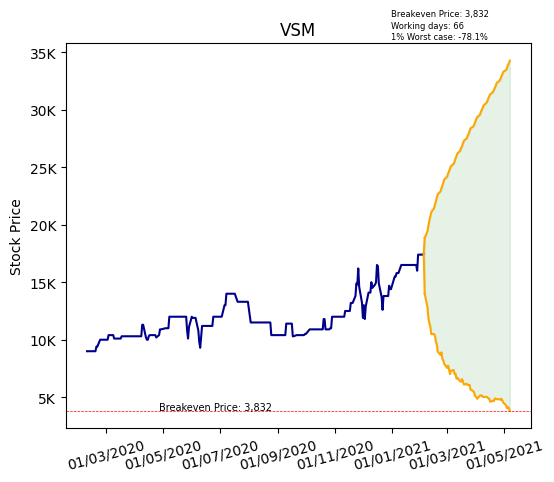 Breakeven Price: 3,832
Working days: 66
1% Worst case: -78.1%
VSM
35K
30K
25K
20K
15K
10K
5K
Stock Price
Breakeven Price: 3,832
01/03/2020
01/05/2020
01/07/2020
01/09/2020
01/11/2020
01/01/2021
01/03/2021
01/05/2021